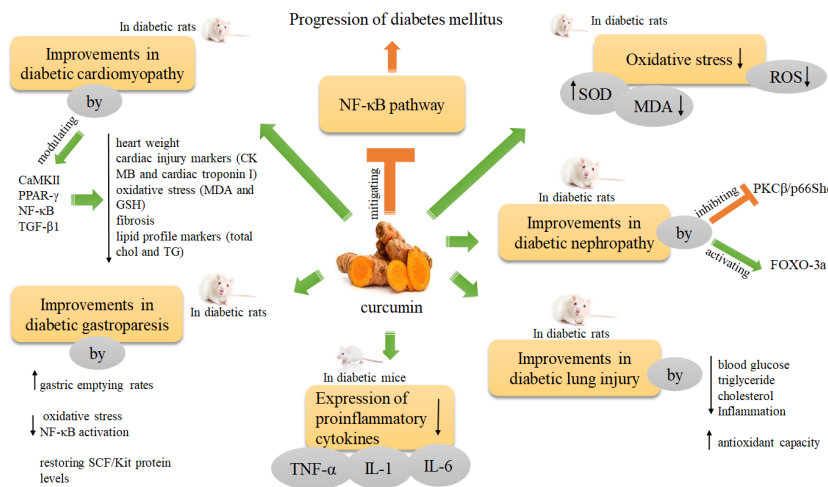 In diabetic rats
Improvements in
diabetic cardiomyopathy
by
modulating
CaMKII
PPAR-γ
NF-κB
TGF-β1
heart weight
cardiac injury markers (CK
MB and cardiac troponin I)
oxidative stress (MDA and
GSH)
fibrosis
lipid profile markers (total
chol and TG)
Progression of diabetes mellitus
NF-κB pathway
mitigating
curcumin
In diabetic rats
Oxidative stress
SOD
MDA
ROS
In diabetic rats
Improvements in
diabetic nephropathy
by
inhibiting
PKCβ/p66Shc
activating
FOXO-3a
In diabetic rats
Improvements in
diabetic gastroparesis
by
gastric emptying rates
oxidative stress
NF-κB activation
restoring SCF/Kit protein
levels
In diabetic mice
Expression of
proinflammatory
cytokines
TNF-α
IL-1
IL-6
In diabetic rats
Improvements in
diabetic lung injury
by
blood glucose
triglyceride
cholesterol
Inflammation
antioxidant capacity